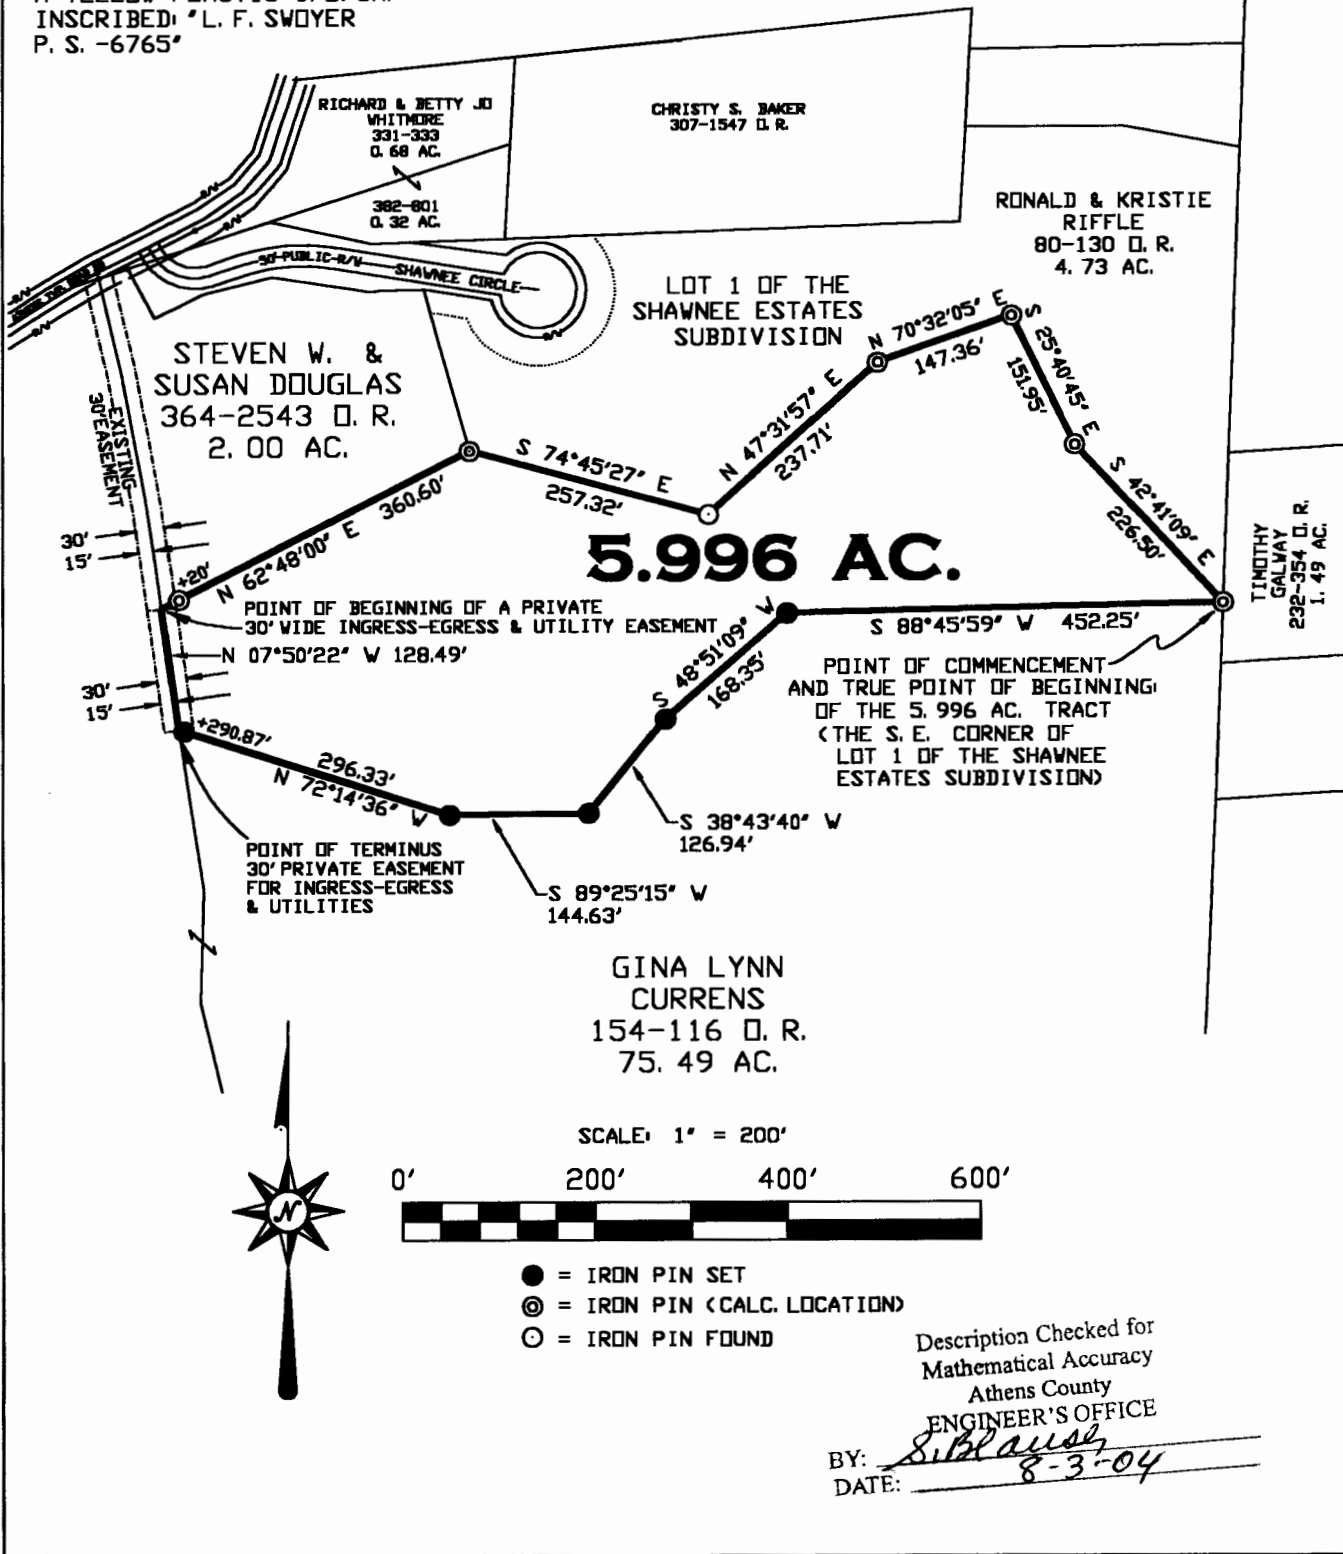 INSCRIBED: "L. F. SWOYER
P. S. -6765"
RICHARD & BETTY JO
WHITMORE
331-333
0.68 AC.
382-801
0.32 AC.
CHRISTY S. BAKER
307-1547 O.R.
RONALD & KRISTIE
RIFFLE
80-130 O.R.
4.73 AC.
R/W
R/W
R/W
R/W
R/W
50' PUBLIC-R/W
SHAWNEE CIRCLE
LOT 1 OF THE
SHAWNEE ESTATES
SUBDIVISION
STEVEN W. &
SUSAN DOUGLAS
364-2543 O.R.
2.00 AC.
EXISTING
30' EASEMENT
N 70°32'05" E
147.36'
S 25°40'45" E
151.95'
N 47°31'57" E
237.71'
S 74°45'27" E
257.32'
S 42°41'09" E
226.50'
N 62°48'00" E 360.60'
TIMOTHY
GALWAY
232-354 O.R.
1.49 AC.
5.996 AC.
30'
15'
+20'
POINT OF BEGINNING OF A PRIVATE
30' WIDE INGRESS-EGRESS & UTILITY EASEMENT
N 07°50'22" W 128.49'
S 88°45'59" W 452.25'
S 48°51'09" W
168.35'
POINT OF COMMENCEMENT
AND TRUE POINT OF BEGINNING:
OF THE 5.996 AC. TRACT
(THE S.E. CORNER OF
LOT 1 OF THE SHAWNEE
ESTATES SUBDIVISION)
30'
15'
+290.87'
296.33'
N 72°14'36" W
S 38°43'40" W
126.94'
POINT OF TERMINUS
30' PRIVATE EASEMENT
FOR INGRESS-EGRESS
& UTILITIES
S 89°25'15" W
144.63'
GINA LYNN
CURRENS
154-116 O.R.
75.49 AC.
SCALE: 1" = 200'
0' 200' 400' 600'
N
= IRON PIN SET
= IRON PIN (CALC. LOCATION)
= IRON PIN FOUND
Description Checked for
Mathematical Accuracy
Athens County
ENGINEER'S OFFICE
BY:
DATE: 8-3-04